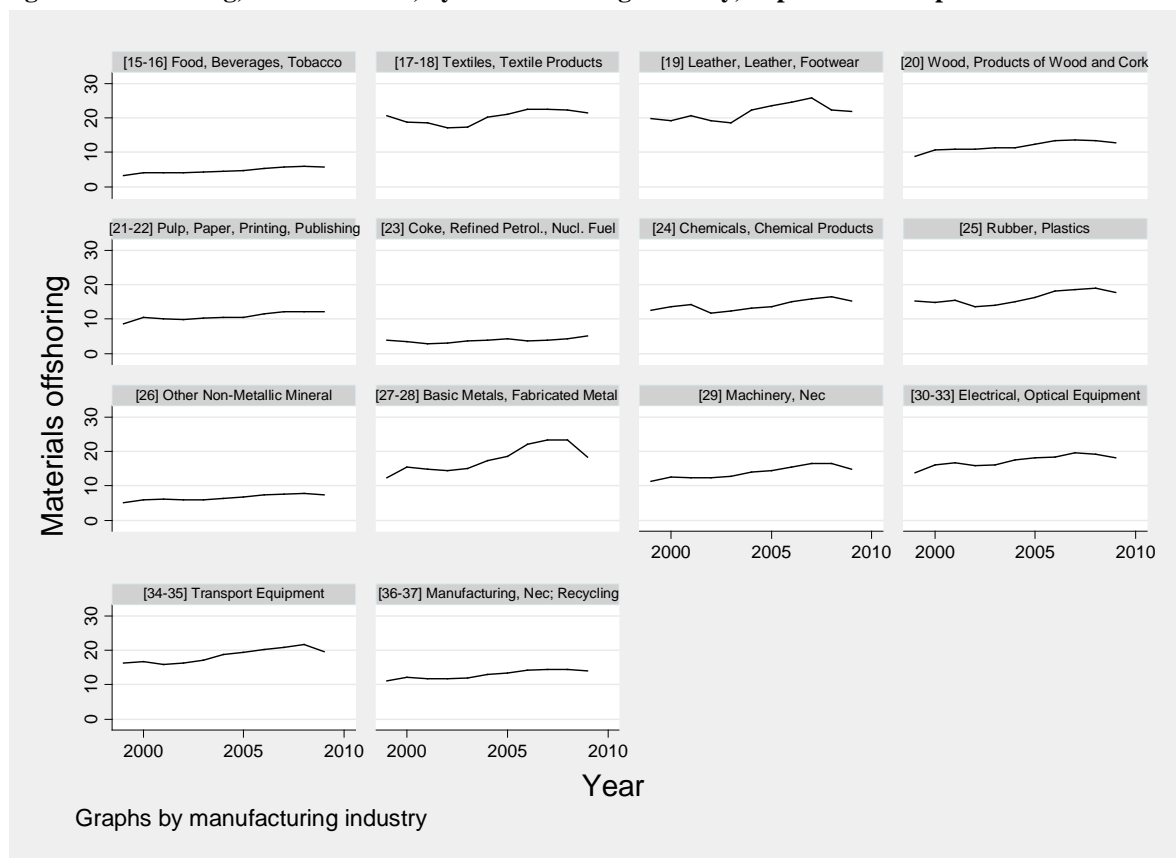 [15-16] Food, Beverages, Tobacco
[17-18] Textiles, Textile Products
[19] Leather, Leather, Footwear
[20] Wood, Products of Wood and Cork
30
20
10
0
[21-22] Pulp, Paper, Printing, Publishing
[23] Coke, Refined Petrol., Nucl. Fuel
[24] Chemicals, Chemical Products
[25] Rubber, Plastics
30
20
10
0
Materials offshoring
[26] Other Non-Metallic Mineral
[27-28] Basic Metals, Fabricated Metal
[29] Machinery, Nec
[30-33] Electrical, Optical Equipment
30
20
10
0
2000 2005 2010
2000 2005 2010
[34-35] Transport Equipment
[36-37] Manufacturing, Nec; Recycling
30
20
10
0
2000 2005 2010
2000 2005 2010
Year
Graphs by manufacturing industry